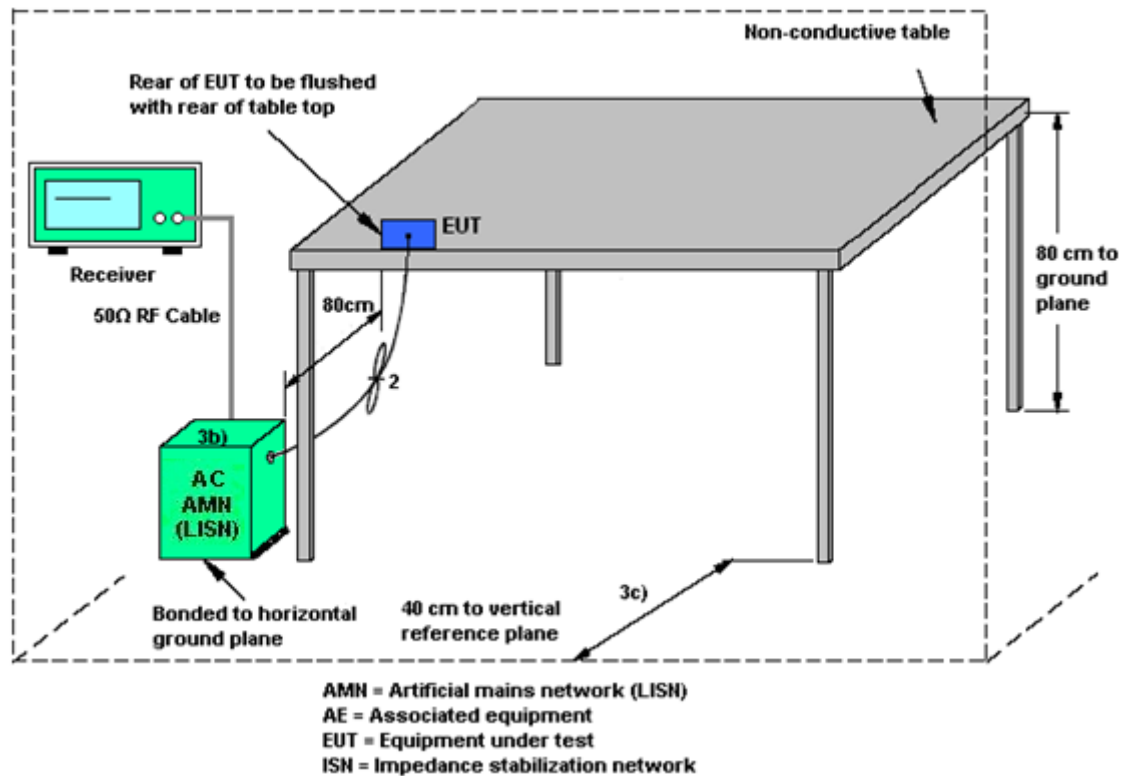 Non-conductive table
Rear of EUT to be flushed
with rear of table top
EUT
Receiver
80 cm to
ground
plane
80cm
50Ω RF Cable
2
3b)
AC
AMN
(LISN)
3c)
Bonded to horizontal
ground plane
40 cm to vertical
reference plane
AMN = Artificial mains network (LISN)
AE = Associated equipment
EUT = Equipment under test
ISN = Impedance stabilization network